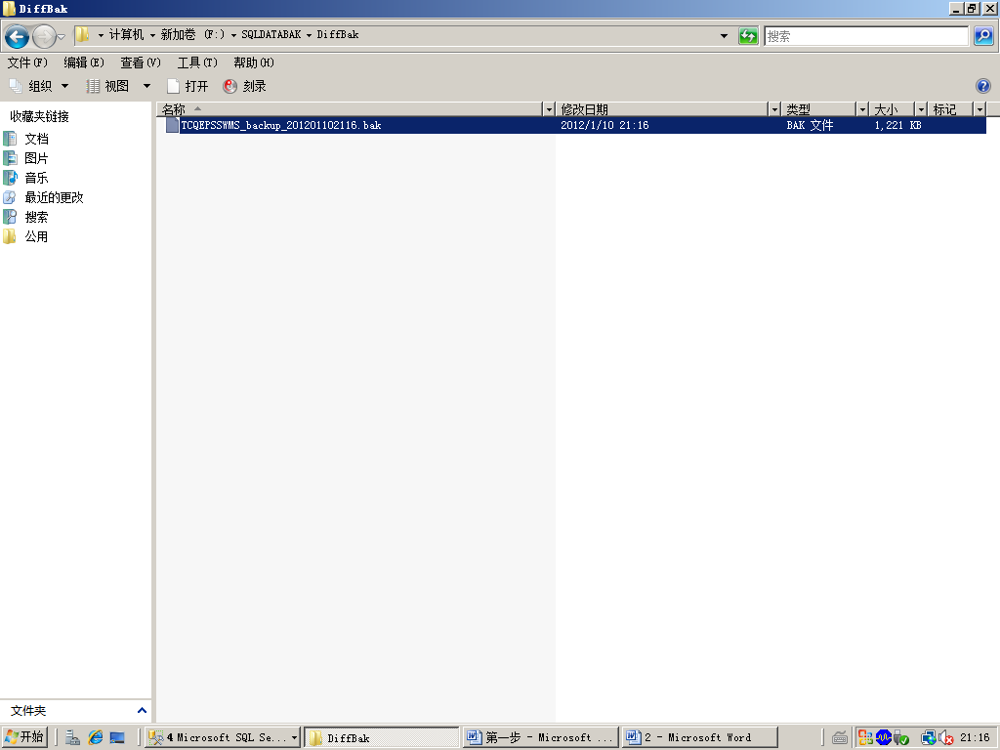 DiffBak
计算机 新加卷 (F:) SQLDATABAK DiffBak
搜索
文件(F) 编辑(E) 查看(V) 工具(T) 帮助(H)
组织 视图 打开 刻录
收藏夹链接
文档
图片
音乐
最近的更改
搜索
公用
名称 修改日期 类型 大小 标记
TCQEPSSWMS_backup_201201102116.bak 2012/1/10 21:16 BAK 文件 1,221 KB
文件夹
开始 4 Microsoft SQL Se... DiffBak 第一步 - Microsoft ... 2 - Microsoft Word 21:16